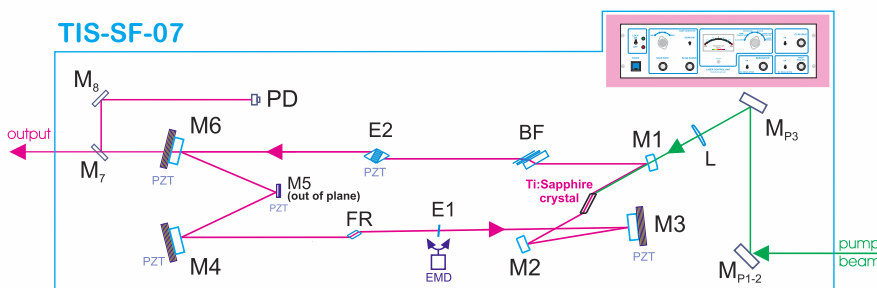 TIS-SF-07
M8
PD
output
M7
M6
PZT
E2
PZT
BF
M1
L
MP3
M5
(out of plane)
PZT
Ti:Sapphire
crystal
FR
E1
M3
PZT
M4
PZT
EMD
M2
MP1-2
pump
beam